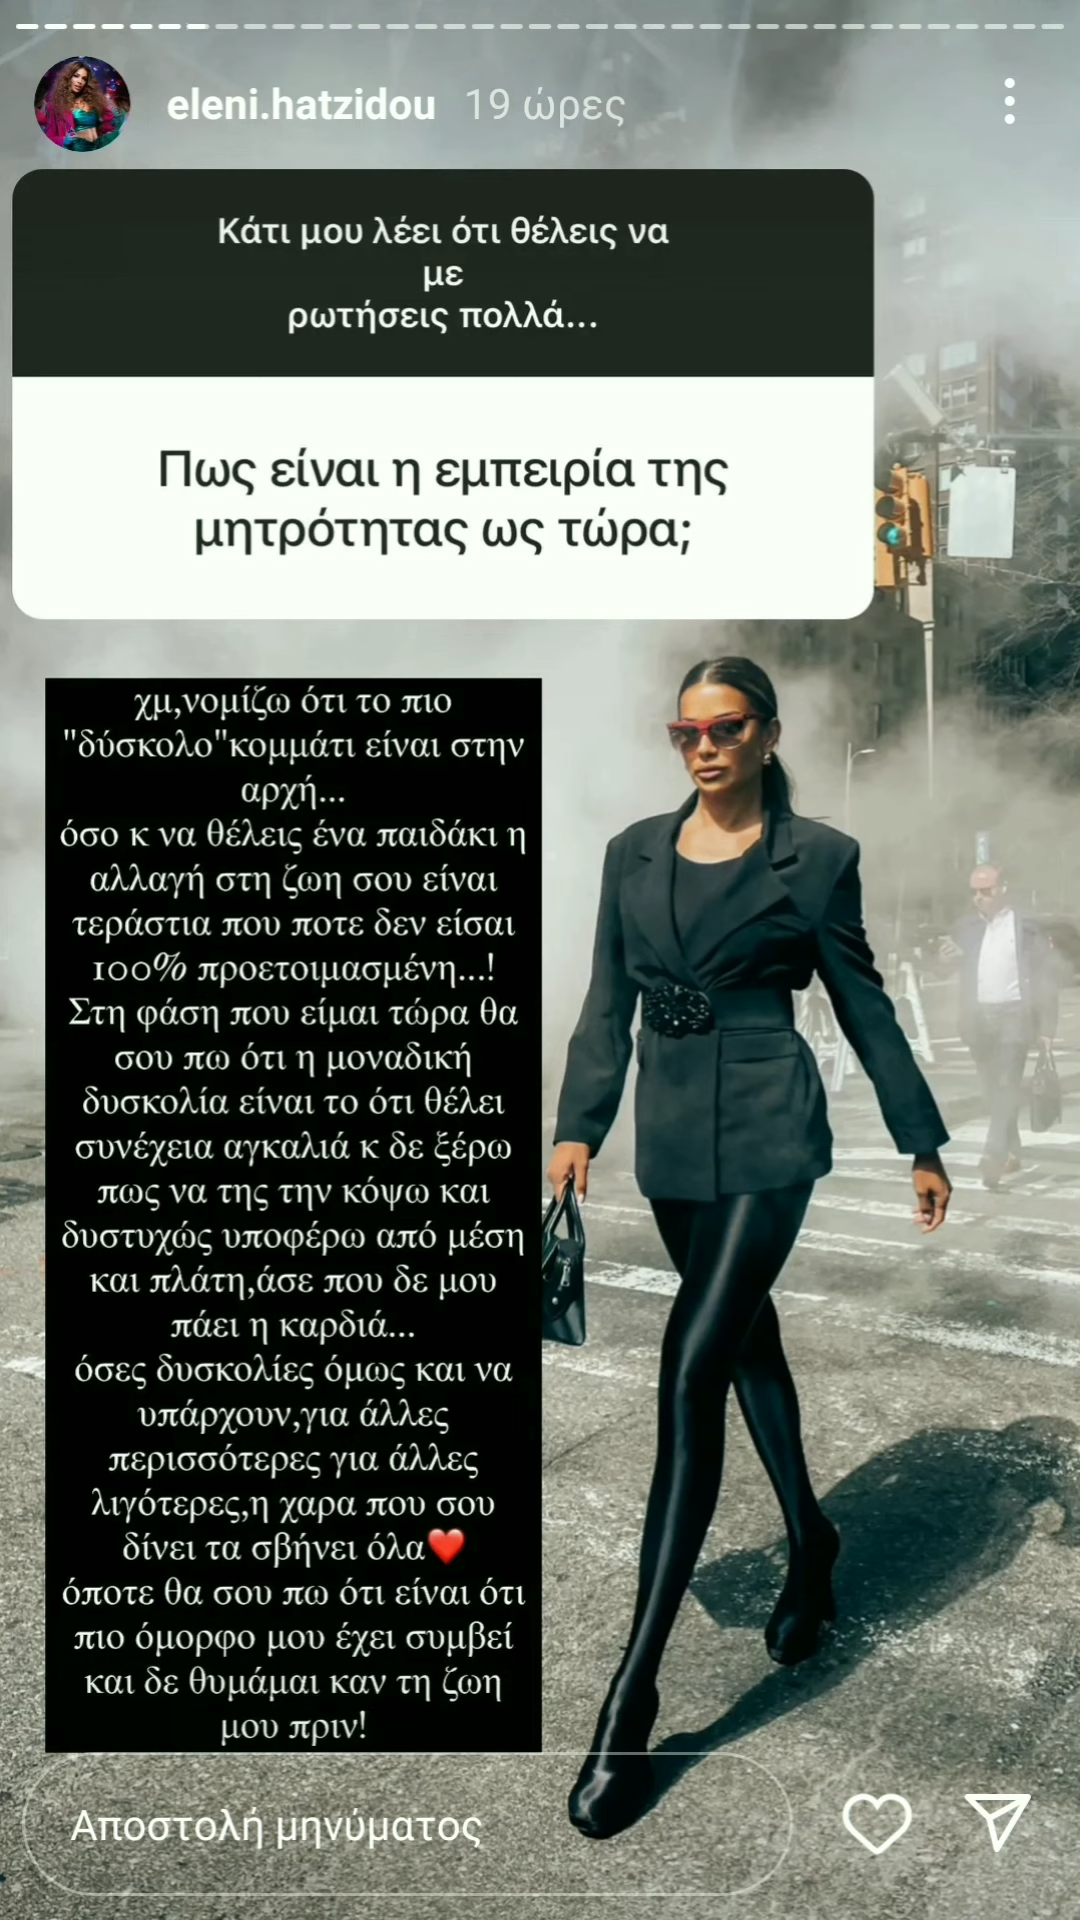 eleni.hatzidou 19 ώρες
Κάτι μου λέει ότι θέλεις να
με
ρωτήσεις πολλά...
Πως είναι η εμπειρία της
μητρότητας ως τώρα;
χμ,νομίζω ότι το πιο
"δύσκολο"κομμάτι είναι στην
αρχή...
όσο κ να θέλεις ένα παιδάκι η
αλλαγή στη ζωη σου είναι
τεράστια που ποτε δεν είσαι
100% προετοιμασμένη...!
Στη φάση που είμαι τώρα θα
σου πω ότι η μοναδική
δυσκολία είναι το ότι θέλει
συνέχεια αγκαλιά κ δε ξέρω
πως να της την κόψω και
δυστυχώς υποφέρω από μέση
και πλάτη,άσε που δε μου
πάει η καρδιά...
όσες δυσκολίες όμως και να
υπάρχουν,για άλλες
περισσότερες για άλλες
λιγότερες,η χαρα που σου
δίνει τα σβήνει όλα❤️
όποτε θα σου πω ότι είναι ότι
πιο όμορφο μου έχει συμβεί
και δε θυμάμαι καν τη ζωη
μου πριν!
Αποστολή μηνύματος